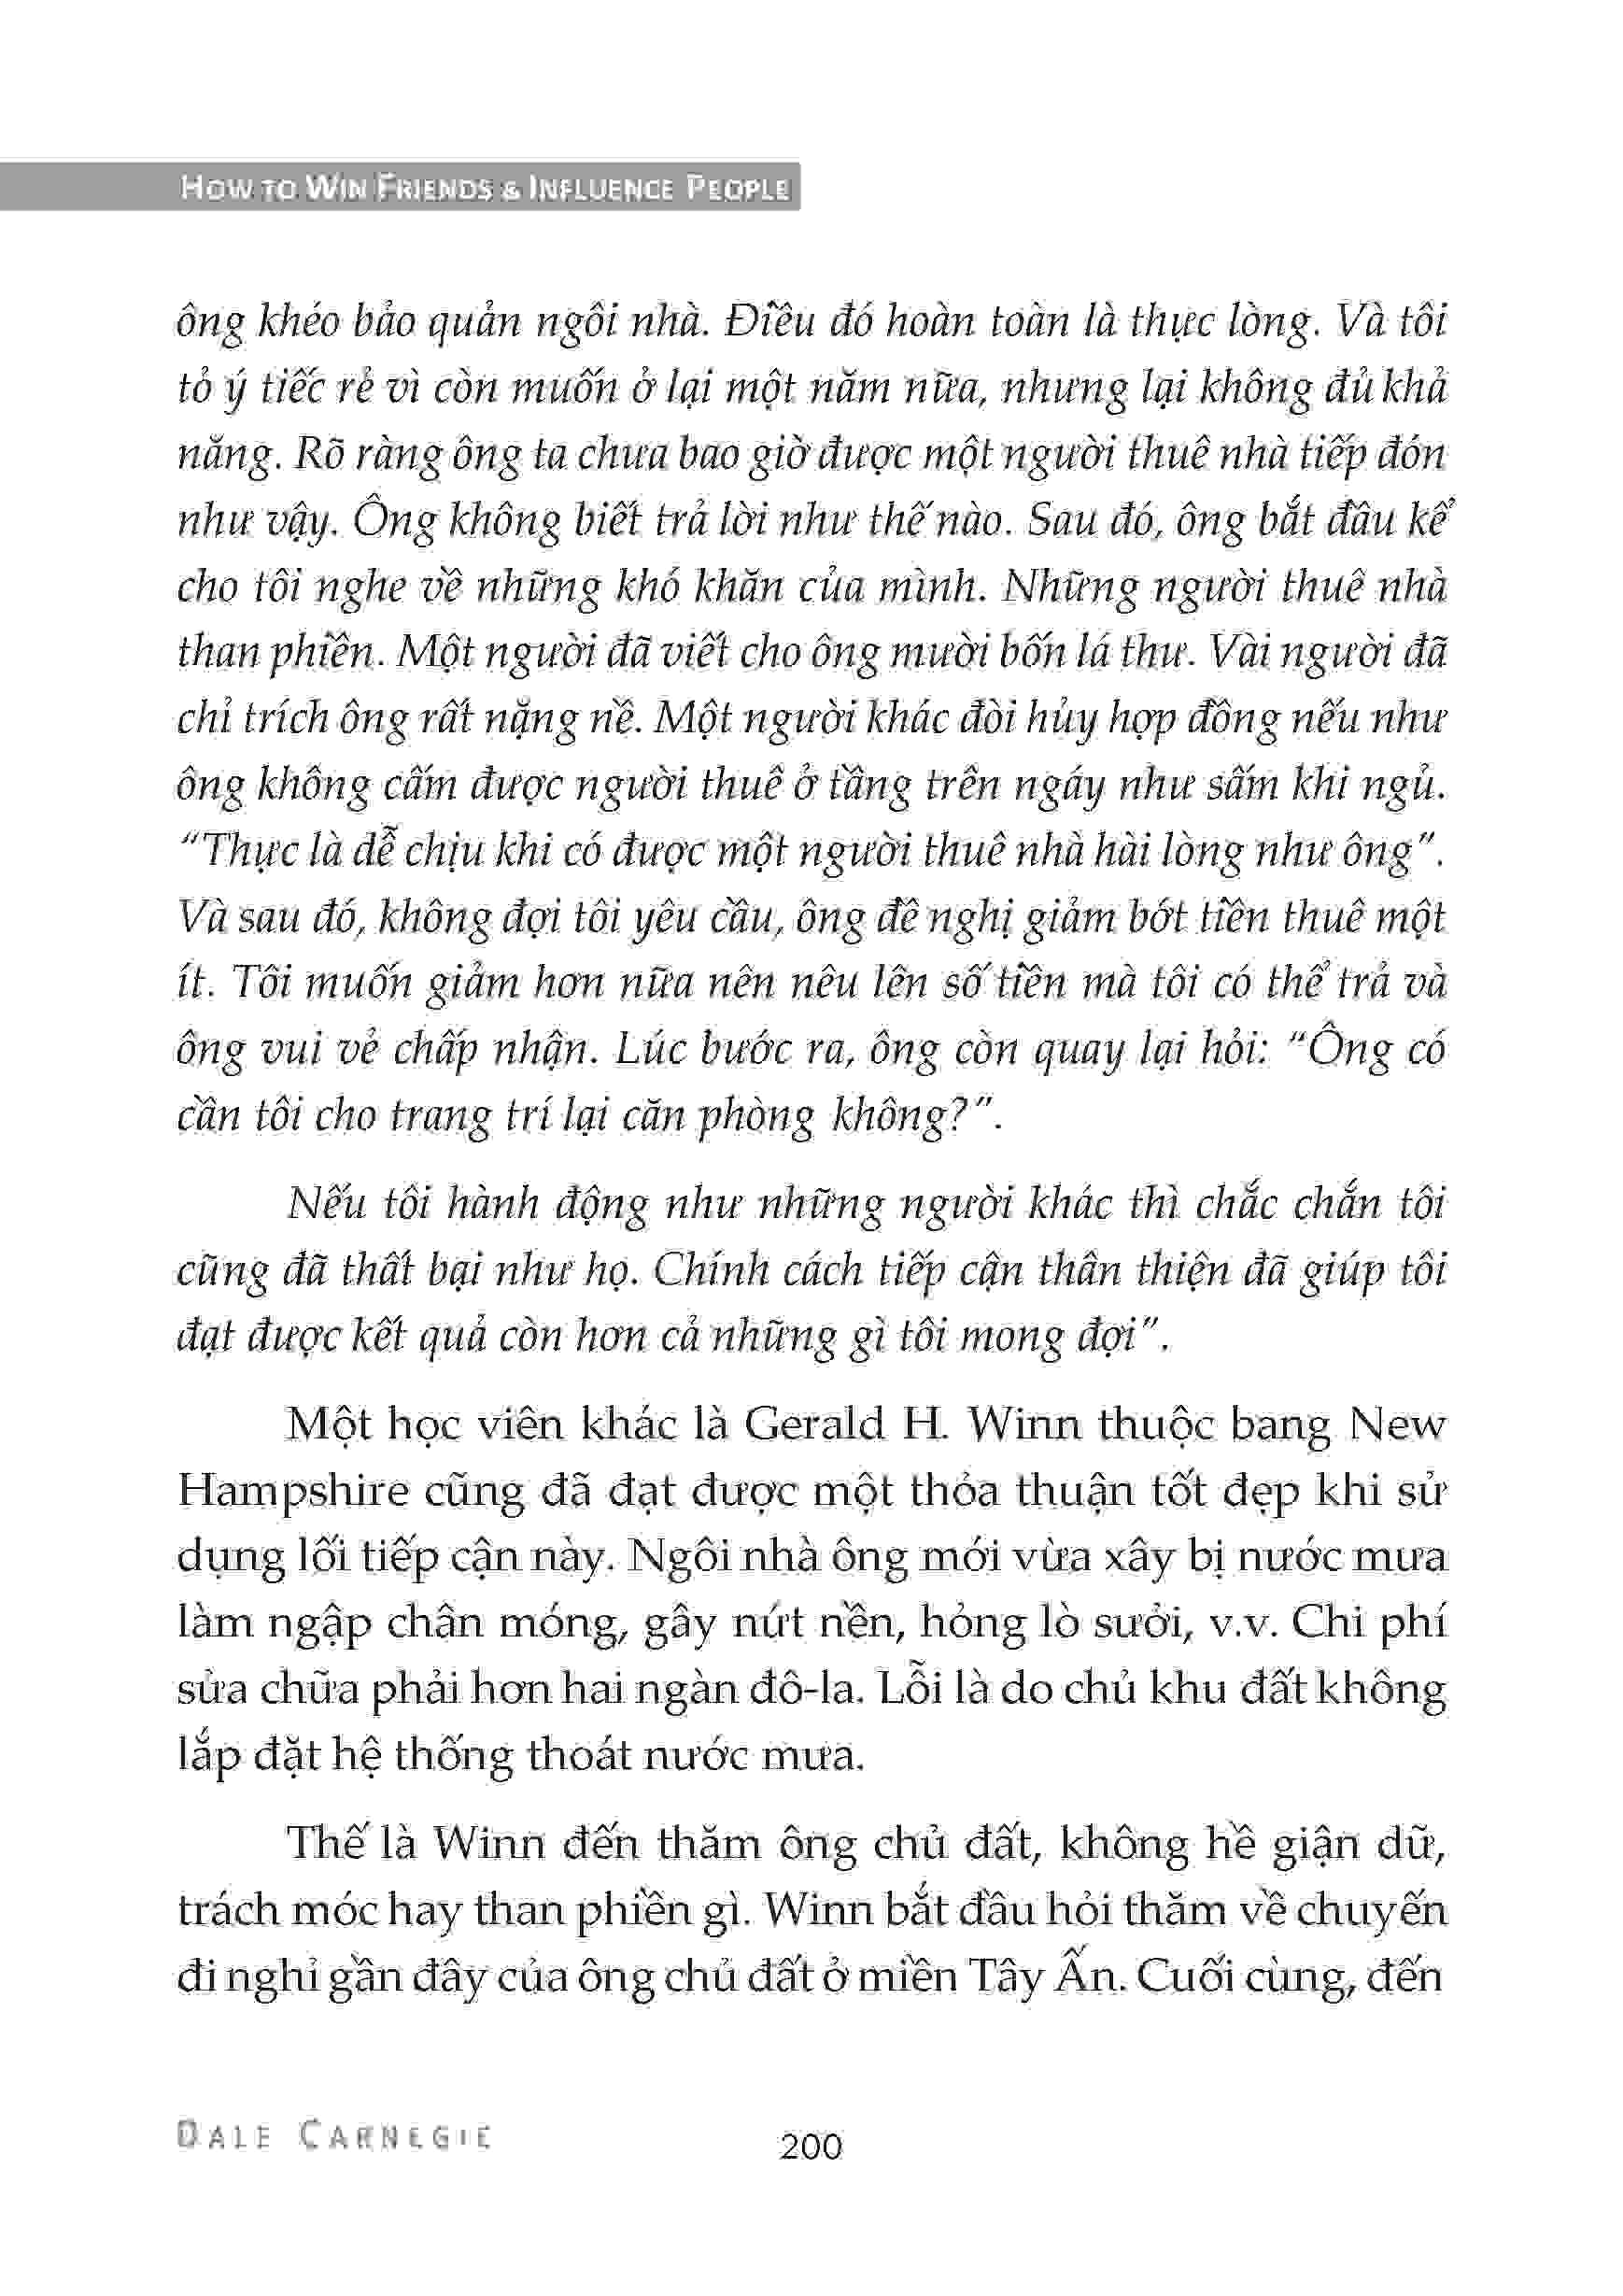 HOW TO WIN FRIENDS & INFLUENCE PEOPLE
ông khéo bảo quản ngôi nhà. Điều đó hoàn toàn là thực lòng. Và tôi
tỏ ý tiếc rẻ vì còn muốn ở lại một năm nữa, nhưng lại không đủ khả
năng. Rõ ràng ông ta chưa bao giờ được một người thuê nhà tiếp đón
như vậy. Ông không biết trả lời như thế nào. Sau đó, ông bắt đầu kể
cho tôi nghe về những khó khăn của mình. Những người thuê nhà
than phiền. Một người đã viết cho ông mười bốn lá thư. Vài người đã
chỉ trích ông rất nặng nề. Một người khác đòi hủy hợp đồng nếu như
ông không cấm được người thuê ở tầng trên ngáy như sấm khi ngủ.
“Thực là dễ chịu khi có được một người thuê nhà hài lòng như ông”.
Và sau đó, không đợi tôi yêu cầu, ông đề nghị giảm bớt tiền thuê một
ít. Tôi muốn giảm hơn nữa nên nêu lên số tiền mà tôi có thể trả và
ông vui vẻ chấp nhận. Lúc bước ra, ông còn quay lại hỏi: “Ông có
cần tôi cho trang trí lại căn phòng không?”.
Nếu tôi hành động như những người khác thì chắc chắn tôi
cũng đã thất bại như họ. Chính cách tiếp cận thân thiện đã giúp tôi
đạt được kết quả còn hơn cả những gì tôi mong đợi”.
Một học viên khác là Gerald H. Winn thuộc bang New
Hampshire cũng đã đạt được một thỏa thuận tốt đẹp khi sử
dụng lối tiếp cận này. Ngôi nhà ông mới vừa xây bị nước mưa
làm ngập chân móng, gây nứt nền, hỏng lò sưởi, v.v. Chi phí
sửa chữa phải hơn hai ngàn đô-la. Lỗi là do chủ khu đất không
lắp đặt hệ thống thoát nước mưa.
Thế là Winn đến thăm ông chủ đất, không hề giận dữ,
trách móc hay than phiền gì. Winn bắt đầu hỏi thăm về chuyến
đi nghỉ gần đây của ông chủ đất ở miền Tây Ấn. Cuối cùng, đến
DALE CARNEGIE
200